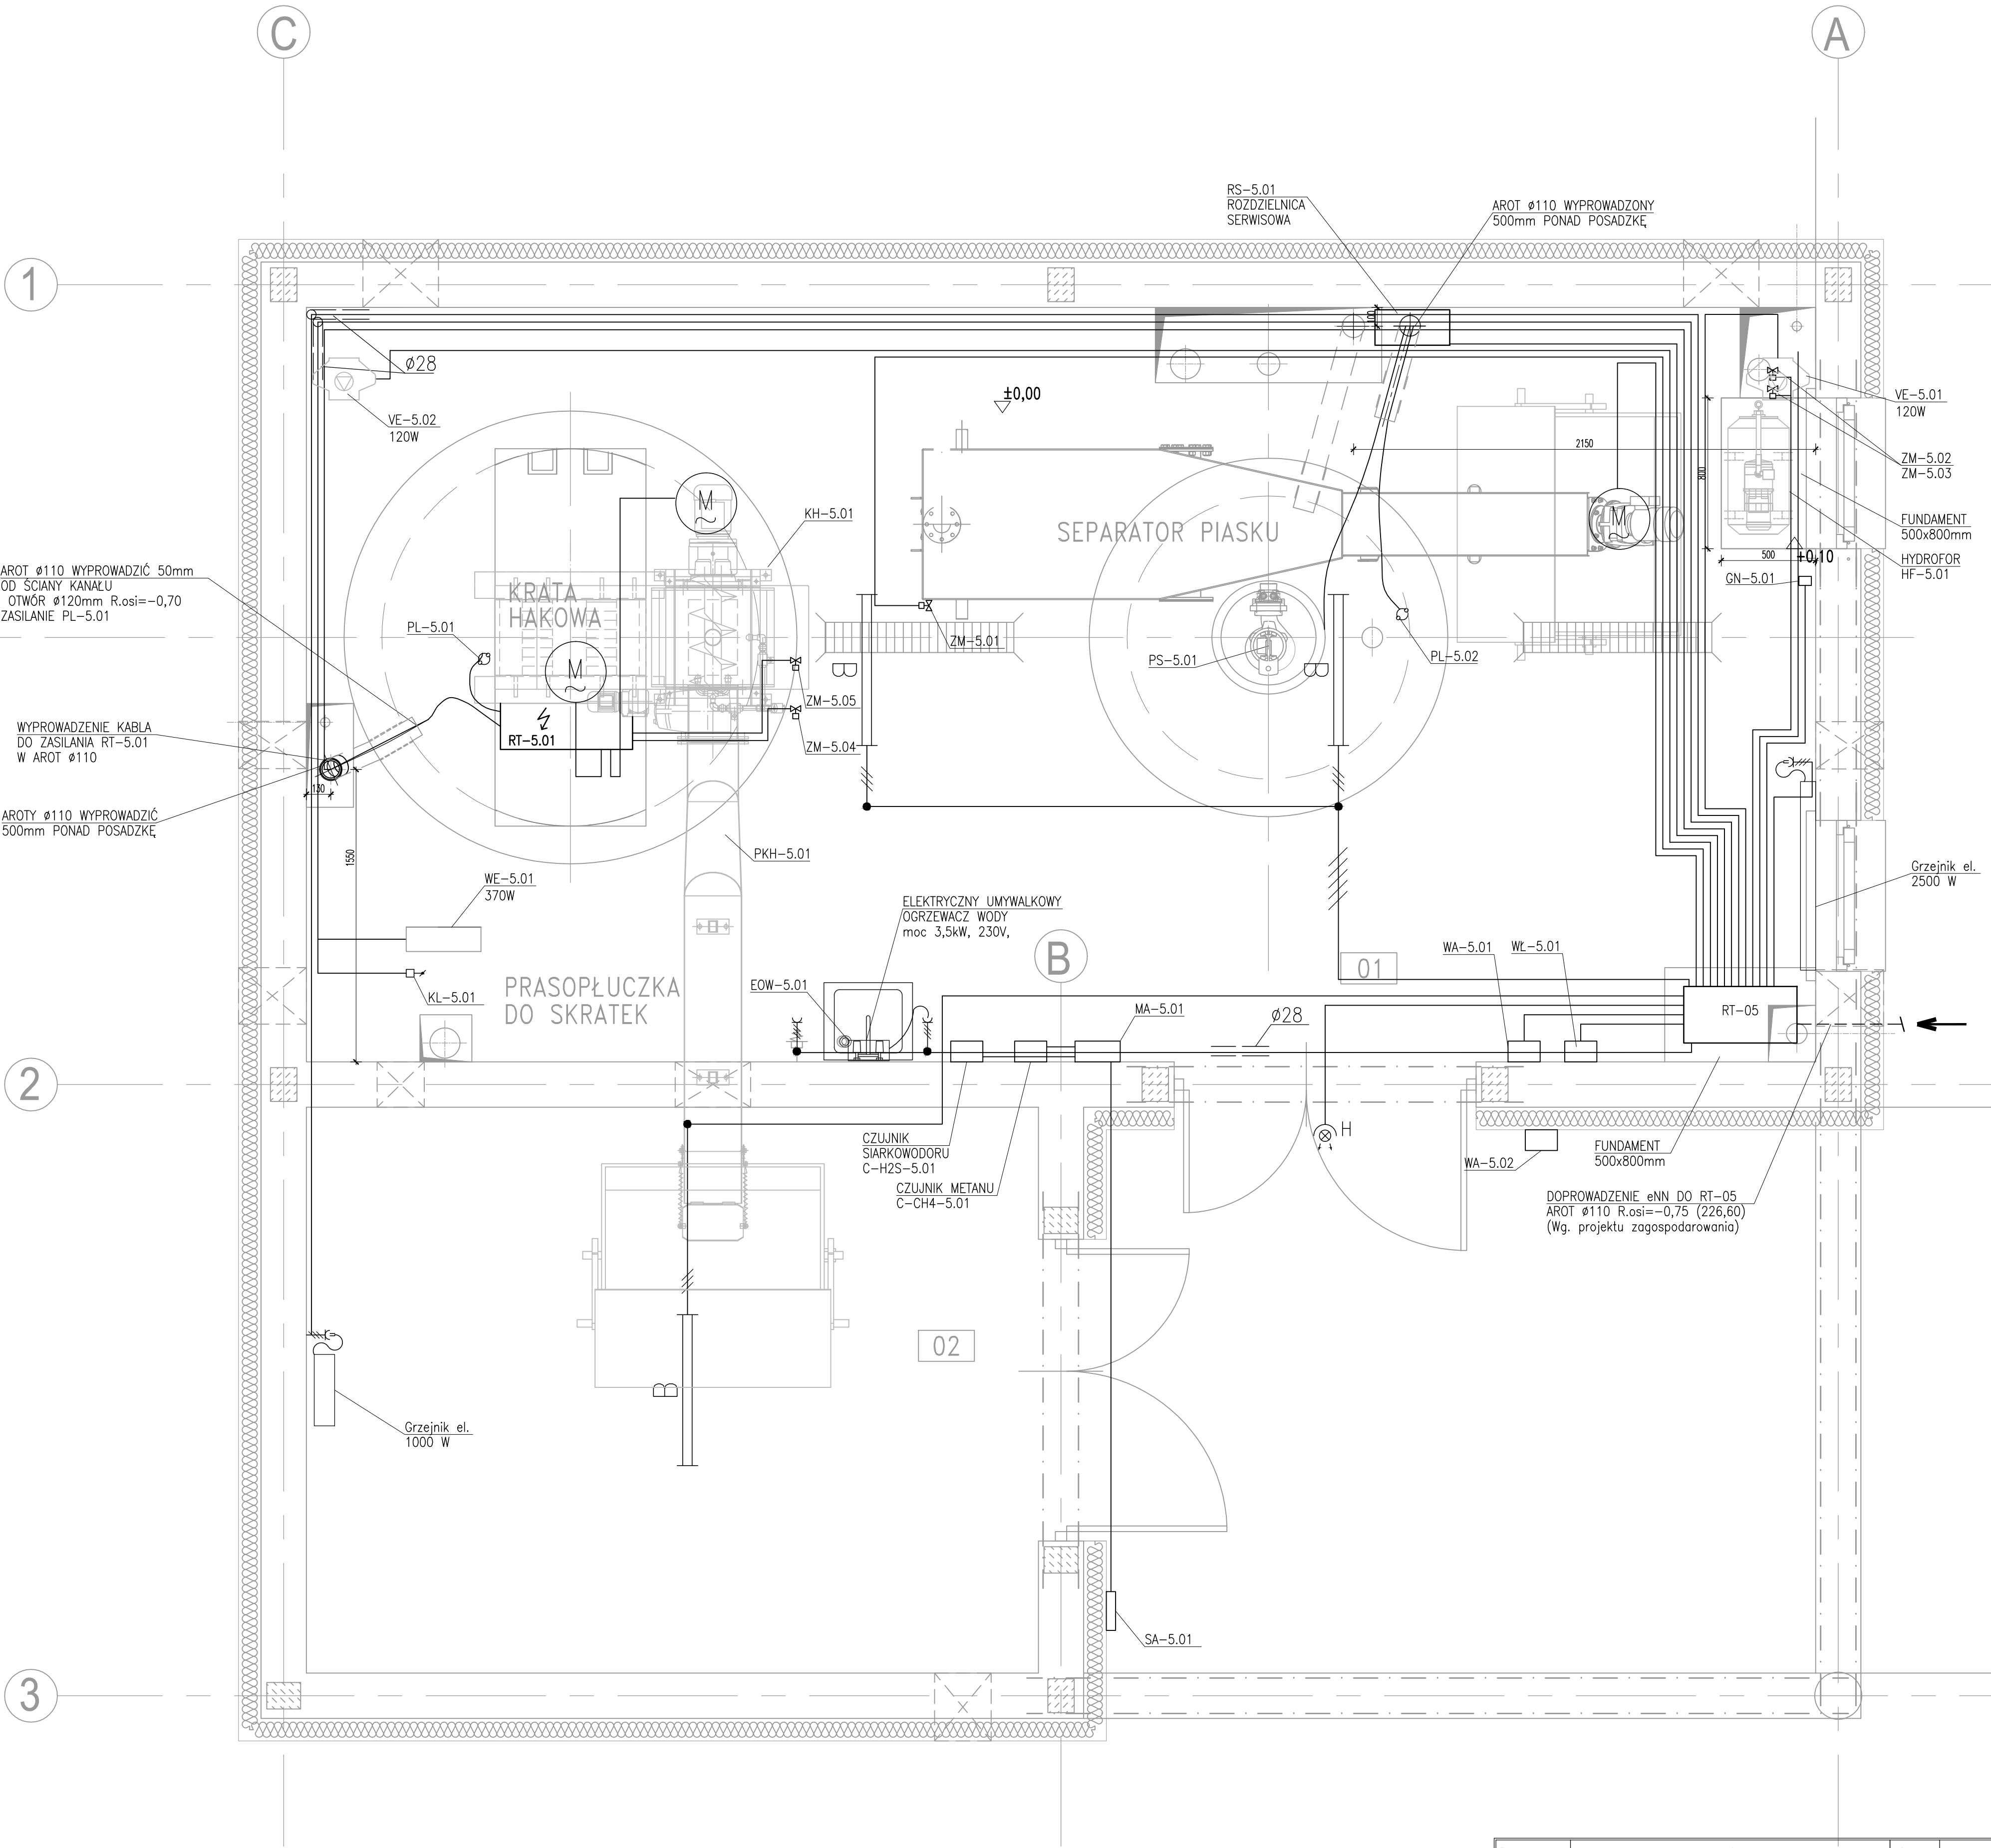 C
A
RS-5.01
ROZDZIELNICA
SERWISOWA
AROT ø110 WYPROWADZONY
500mm PONAD POSADZKĘ
1
100
ø28
±0,00
VE-5.02
120W
VE-5.01
120W
2150
800
ZM-5.02
ZM-5.03
M
~
KH-5.01
SEPARATOR PIASKU
M
~
FUNDAMENT
500x800mm
500
+0,10
HYDROFOR
HF-5.01
GN-5.01
AROT ø110 WYPROWADZIĆ 50mm
OD ŚCIANY KANAŁU
OTWÓR ø120mm R.osi=-0,70
ZASILANIE PL-5.01
KRATA
HAKOWA
PL-5.01
M
~
ZM-5.01
B
PS-5.01
B
PL-5.02
ZM-5.05
RT-5.01
ZM-5.04
WYPROWADZENIE KABLA
DO ZASILANIA RT-5.01
W AROT ø110
130
AROTY ø110 WYPROWADZIĆ
500mm PONAD POSADZKĘ
1550
PKH-5.01
WE-5.01
370W
Grzejnik el.
2500 W
ELEKTRYCZNY UMYWALKOWY
OGRZEWACZ WODY
moc 3,5kW, 230V,
B
01
WA-5.01
WŁ-5.01
KL-5.01
PRASOPŁUCZKA
DO SKRATEK
EOW-5.01
MA-5.01
ø28
RT-05
2
H
CZUJNIK
SIARKOWODORU
C-H2S-5.01
CZUJNIK METANU
C-CH4-5.01
WA-5.02
FUNDAMENT
500x800mm
DOPROWADZENIE eNN DO RT-05
AROT ø110 R.osi=-0,75 (226,60)
(Wg. projektu zagospodarowania)
02
B
Grzejnik el.
1000 W
SA-5.01
3